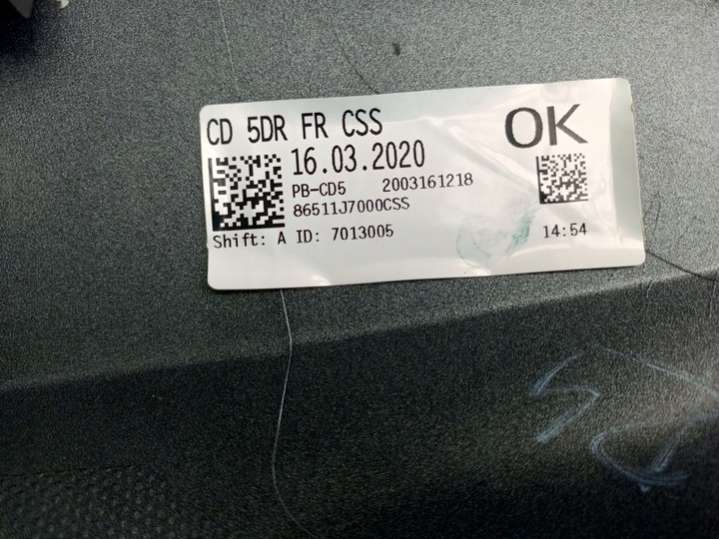 CD 5DR FR CSS
OK
16.03.2020
PB-CD5 2003161218
86511J7000CSS
Shift: A ID: 7013005
14:54